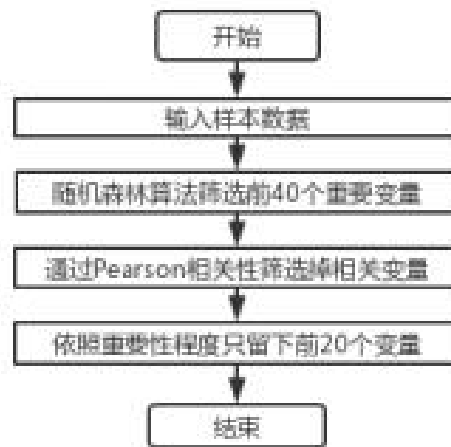 开始
输入样本数据
随机森林算法筛选前40个重要变量
通过Pearson相关性筛选掉相关变量
依照重要性程度只留下前20个变量
结束